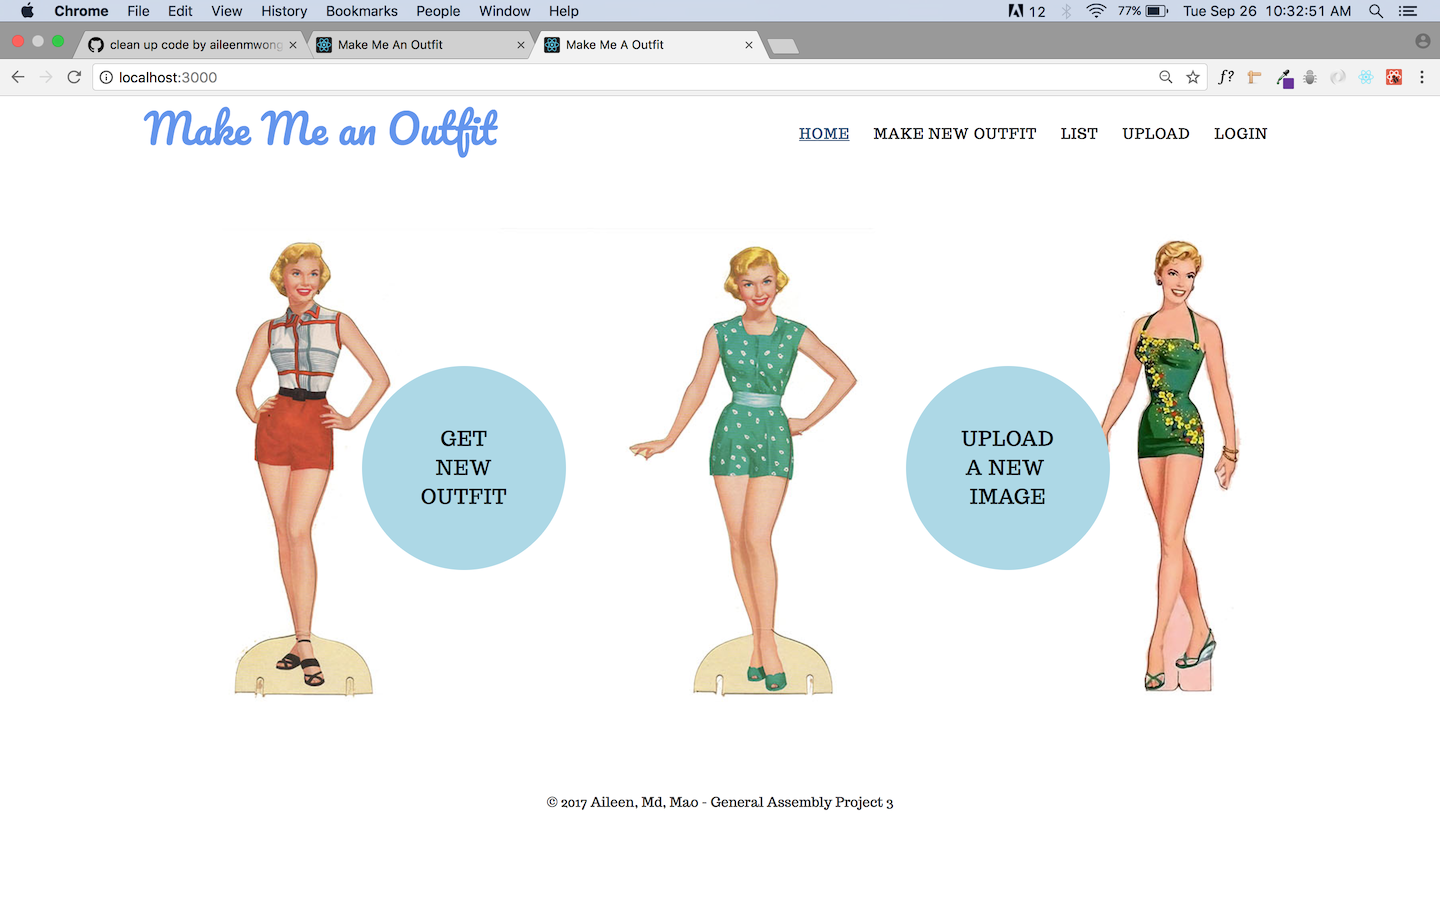 Chrome File Edit View History Bookmarks People Window Help 12 77% Tue Sep 26 10:32:51 AM
clean up code by aileenmwong Make Me An Outfit Make Me A Outfit
localhost:3000 f?
Make Me an Outfit
HOME MAKE NEW OUTFIT LIST UPLOAD LOGIN
GET
NEW
OUTFIT
UPLOAD
A NEW
IMAGE
© 2017 Aileen, Md, Mao - General Assembly Project 3